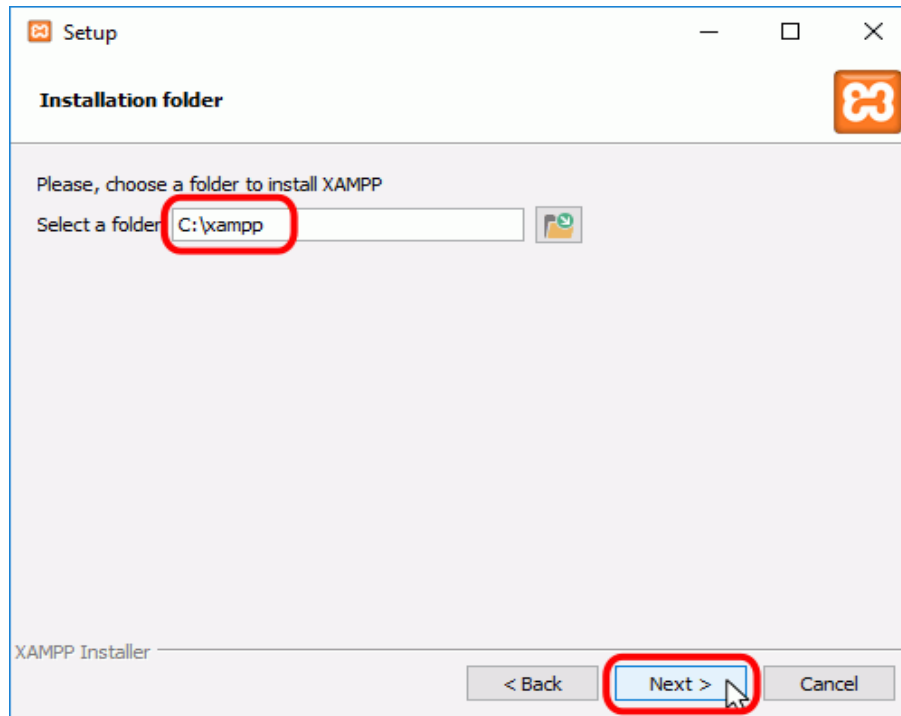 Setup
Installation folder
Please, choose a folder to install XAMPP
Select a folder C:\xampp
XAMPP Installer
< Back Next > Cancel